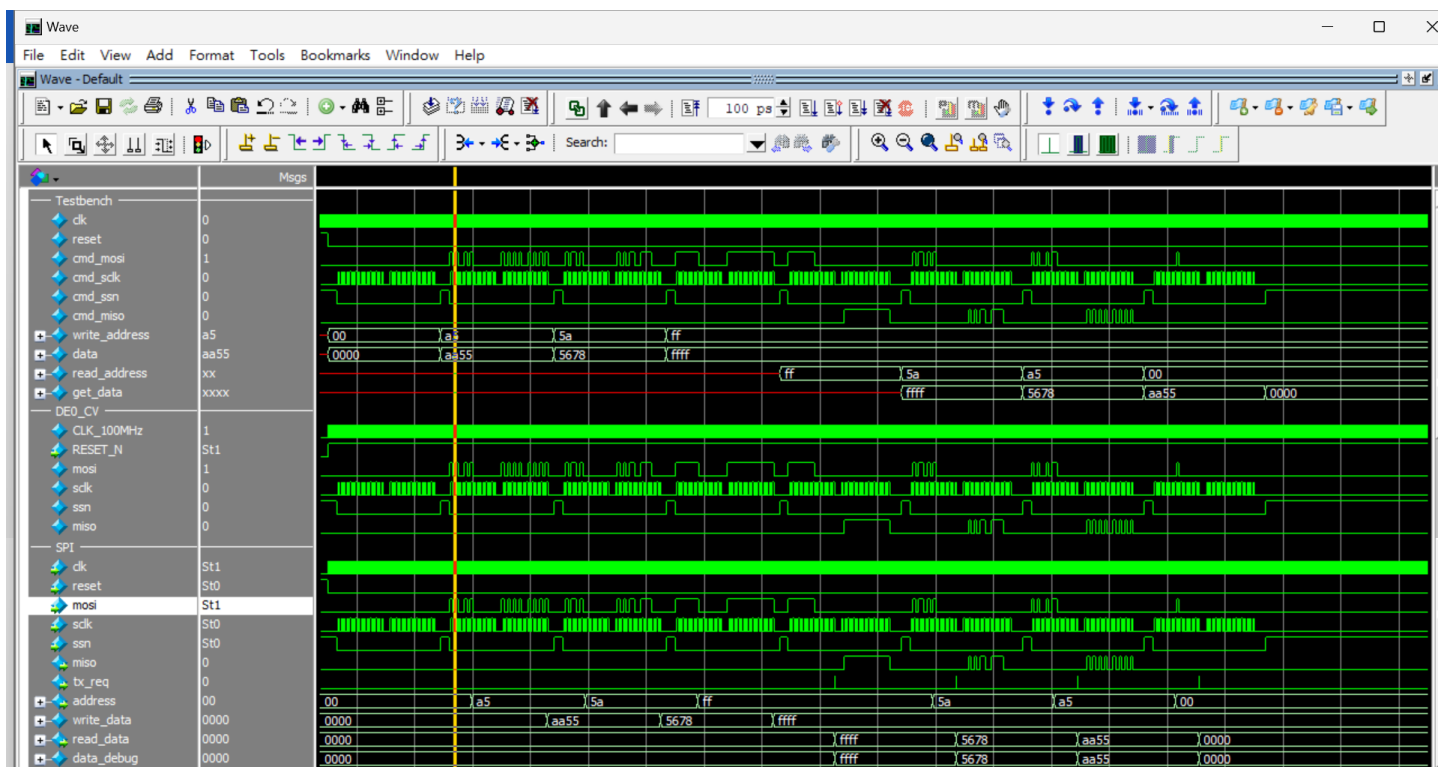 Wave
File Edit View Add Format Tools Bookmarks Window Help
Wave - Default
100 ps
Search:
Msgs
Testbench
clk 0
reset 0
cmd_mosi 1
cmd_sclk 0
cmd_ssn 0
cmd_miso 0
write_address a5 00 5a ff
data aa55 0000 aa55 5678 ffff
read_address xx ff 5a a5 00
get_data xxxx ffff 5678 aa55 0000
DE0_CV
CLK_100MHz 1
RESET_N St1
mosi 1
sclk 0
ssn 0
miso 0
SPI
clk St1
reset St0
mosi St1
sclk St0
ssn St0
miso 0
tx_req 0
address 00 00 a5 5a ff 5a a5 00
write_data 0000 0000 aa55 5678 ffff
read_data 0000 0000 ffff 5678 aa55 0000
data_debug 0000 0000 ffff 5678 aa55 0000